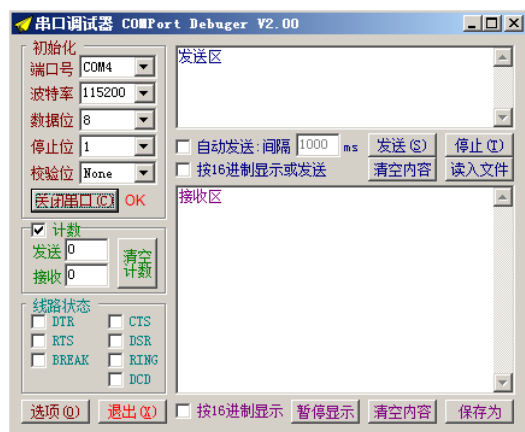 串口调试器 COMPort Debuger V2.00
初始化
端口号 COM4
波特率 115200
数据位 8
停止位 1
校验位 None
关闭串口(C) OK
计数
发送 0
接收 0
清空
计数
线路状态
DTR CTS
RTS DSR
BREAK RING
DCD
选项(O) 退出(X)
发送区
自动发送:间隔 1000 ms 发送(S) 停止(T)
按16进制显示或发送 清空内容 读入文件
接收区
按16进制显示 暂停显示 清空内容 保存为